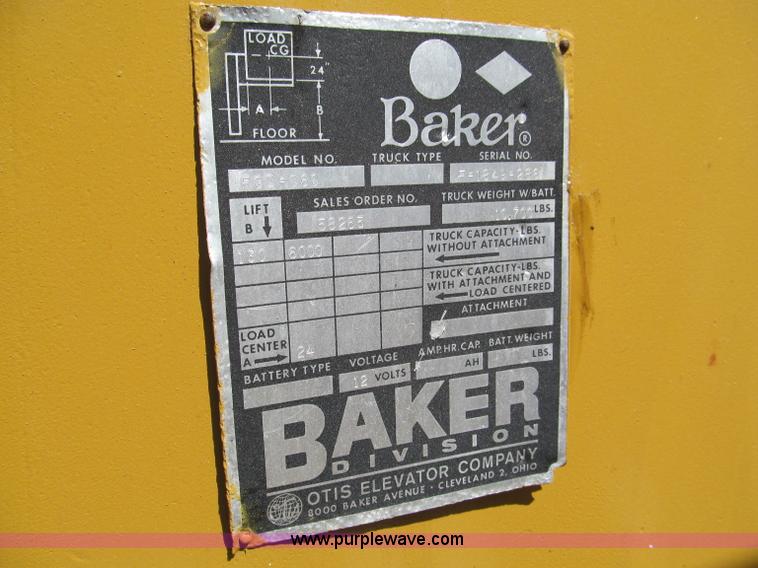 LOAD
CG
24"
A
B
FLOOR
Baker®
MODEL NO.
TRUCK TYPE
SERIAL NO.
LIFT
B
SALES ORDER NO.
58285
TRUCK WEIGHT W/BATT.
LBS.
130
6000
TRUCK CAPACITY-LBS.
WITHOUT ATTACHMENT
TRUCK CAPACITY-LBS.
WITH ATTACHMENT AND
LOAD CENTERED
ATTACHMENT
LOAD
CENTER
A
24
BATTERY TYPE
VOLTAGE
12 VOLTS
AMP. HR. CAP.
AH
BATT. WEIGHT
LBS.
BAKER
DIVISION
OTIS ELEVATOR COMPANY
8000 BAKER AVENUE · CLEVELAND 2, OHIO
www.purplewave.com